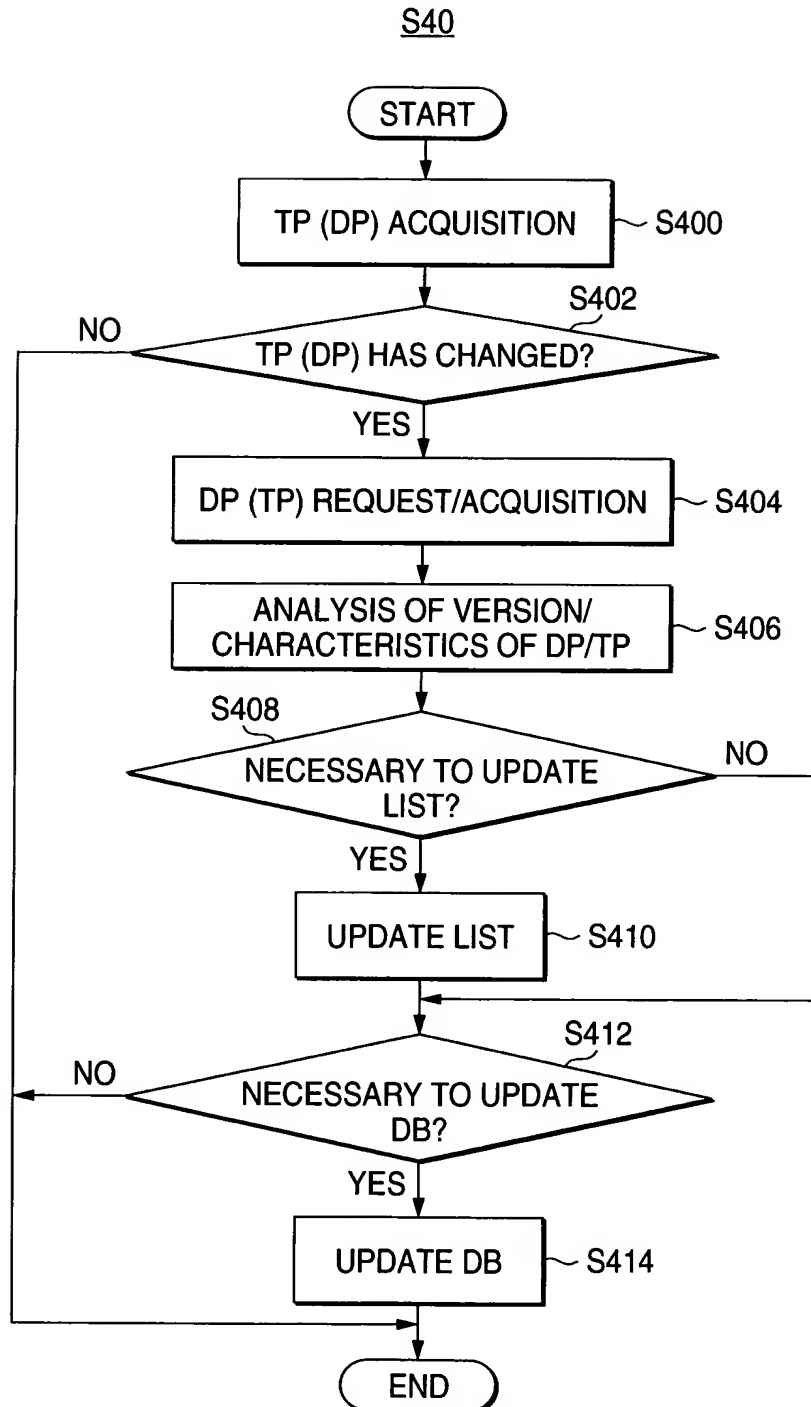 S40
START
TP (DP) ACQUISITION
S400
S402
NO
TP (DP) HAS CHANGED?
YES
DP (TP) REQUEST/ACQUISITION
S404
ANALYSIS OF VERSION/
CHARACTERISTICS OF DP/TP
S406
S408
NO
NECESSARY TO UPDATE
LIST?
YES
UPDATE LIST
S410
S412
NO
NECESSARY TO UPDATE
DB?
YES
UPDATE DB
S414
END